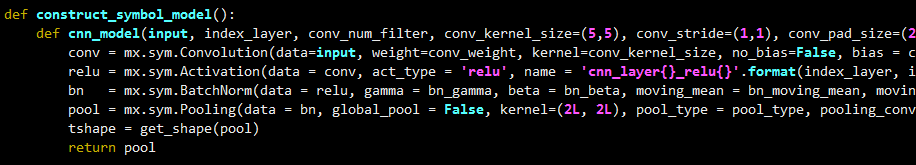 def construct_symbol_model():
def cnn_model(input, index_layer, conv_num_filter, conv_kernel_size=(5,5), conv_stride=(1,1), conv_pad_size=(2
conv = mx.sym.Convolution(data=input, weight=conv_weight, kernel=conv_kernel_size, no_bias=False, bias = c
relu = mx.sym.Activation(data = conv, act_type = 'relu', name = 'cnn_layer{}_relu{}'.format(index_layer, i
bn = mx.sym.BatchNorm(data = relu, gamma = bn_gamma, beta = bn_beta, moving_mean = bn_moving_mean, movin
pool = mx.sym.Pooling(data = bn, global_pool = False, kernel=(2L, 2L), pool_type = pool_type, pooling_conv
tshape = get_shape(pool)
return pool